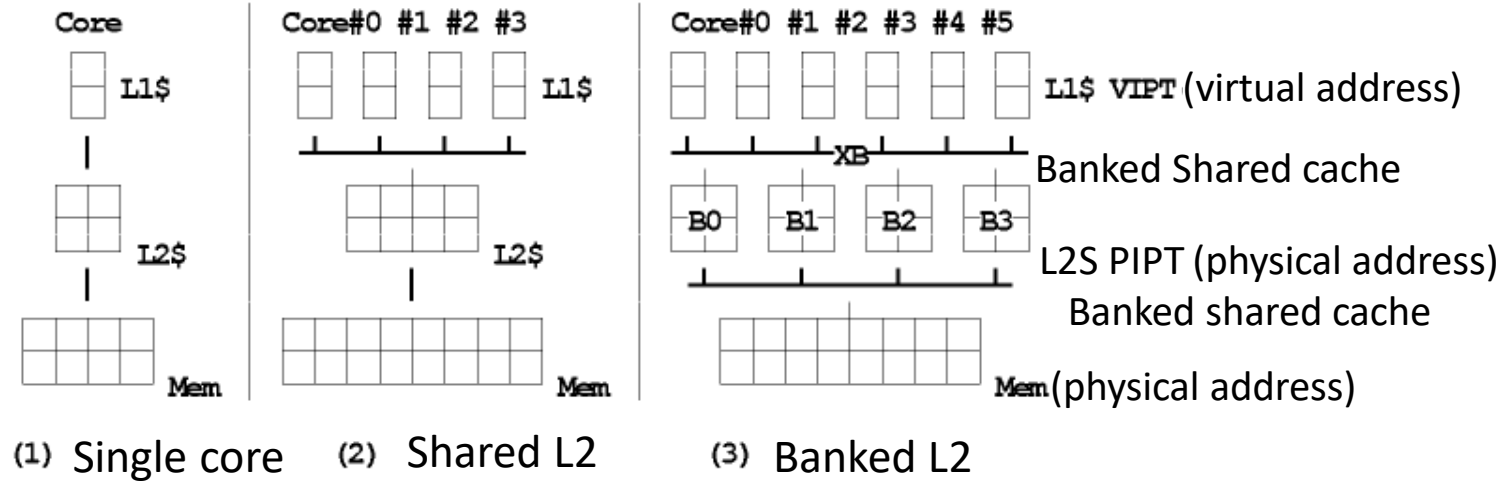 Core
L1$
L2$
Mem
(1) Single core
Core#0 #1 #2 #3
L1$
L2$
Mem
(2) Shared L2
Core#0 #1 #2 #3 #4 #5
L1$ VIPT (virtual address)
XB
Banked Shared cache
B0 B1 B2 B3
L2S PIPT (physical address)
Banked shared cache
Mem (physical address)
(3) Banked L2